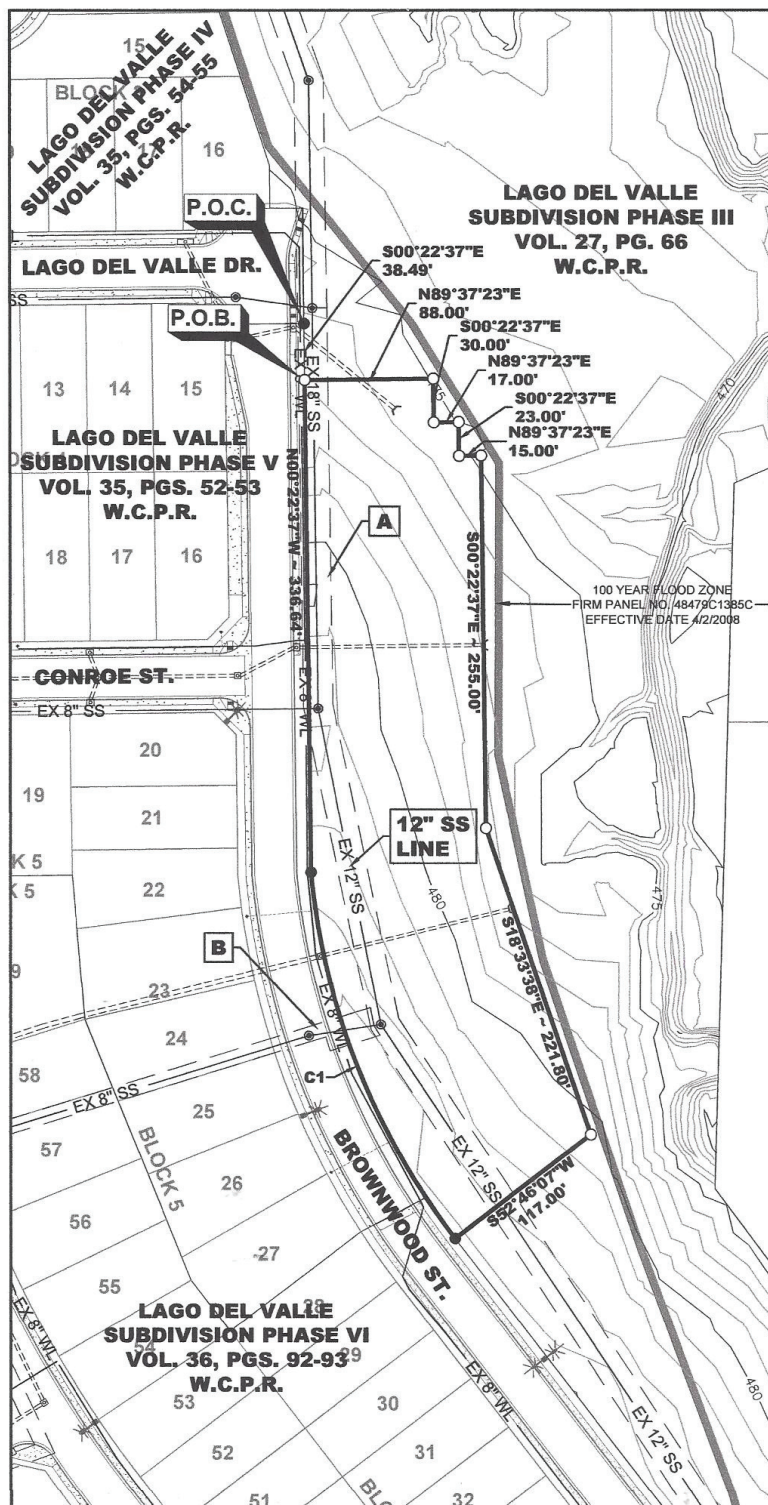 LAGO DEL VALLE
SUBDIVISION PHASE IV
VOL. 35, PGS. 54-55
W.C.P.R.
15
BLOCK
16
P.O.C.
LAGO DEL VALLE
SUBDIVISION PHASE III
VOL. 27, PG. 66
W.C.P.R.
S00°22'37"E
38.49'
LAGO DEL VALLE DR.
SS
N89°37'23"E
88.00'
P.O.B.
S00°22'37"E
30.00'
N89°37'23"E
17.00'
S00°22'37"E
23.00'
N89°37'23"E
15.00'
EX 18" SS
WL
470
13
14
15
LAGO DEL VALLE
SUBDIVISION PHASE V
VOL. 35, PGS. 52-53
W.C.P.R.
N00°22'37"W ~ 336.64'
A
18
17
16
S00°22'37"E ~ 255.00'
100 YEAR FLOOD ZONE
FIRM PANEL NO. 48479C1385C
EFFECTIVE DATE 4/2/2008
CONROE ST.
EX 8" SS
EX 8" WL
20
19
21
12" SS
LINE
EX 12" SS
K 5
K 5
22
480
475
S18°33'38"E ~ 221.80'
B
9
23
24
EX 8" WL
58
EX 8" SS
C1
25
57
BLOCK 5
26
EX 12" SS
S52°46'07"W
117.00'
56
BROWNWOOD ST.
27
55
EX 8" WL
LAGO DEL VALLE
SUBDIVISION PHASE VI
VOL. 36, PGS. 92-93
W.C.P.R.
28
54
29
53
30
EX 8" WL
480
52
31
EX 12" SS
51
32